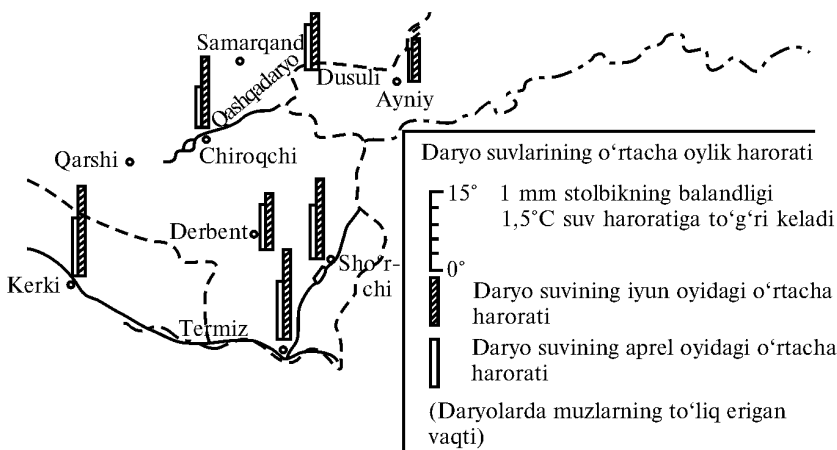 Samarqand
Qashqadaryo
Dusuli
Ayniy
Qarshi
Chiroqchi
Derbent
Sho‘r-
chi
Kerki
Termiz
Daryo suvlarining o‘rtacha oylik harorati
15°
0°
1 mm stolbikning balandligi
1,5°C suv haroratiga to‘g‘ri keladi
Daryo suvining iyun oyidagi o‘rtacha
harorati
Daryo suvining aprel oyidagi o‘rtacha
harorati
(Daryolarda muzlarning to‘liq erigan
vaqti)